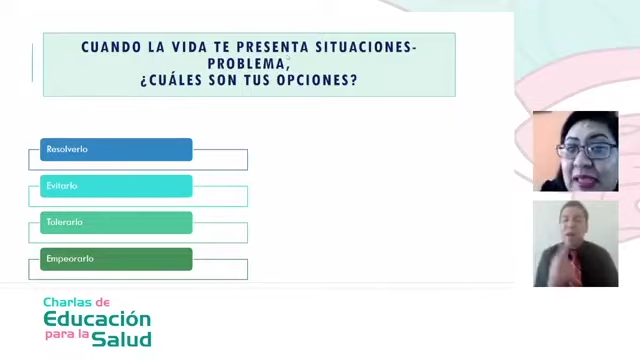 CUANDO LA VIDA TE PRESENTA SITUACIONES-
PROBLEMA,
¿CUÁLES SON TUS OPCIONES?
Resolverlo
Evitarlo
Tolerarlo
Empeorarlo
Charlas de
Educación
para la Salud